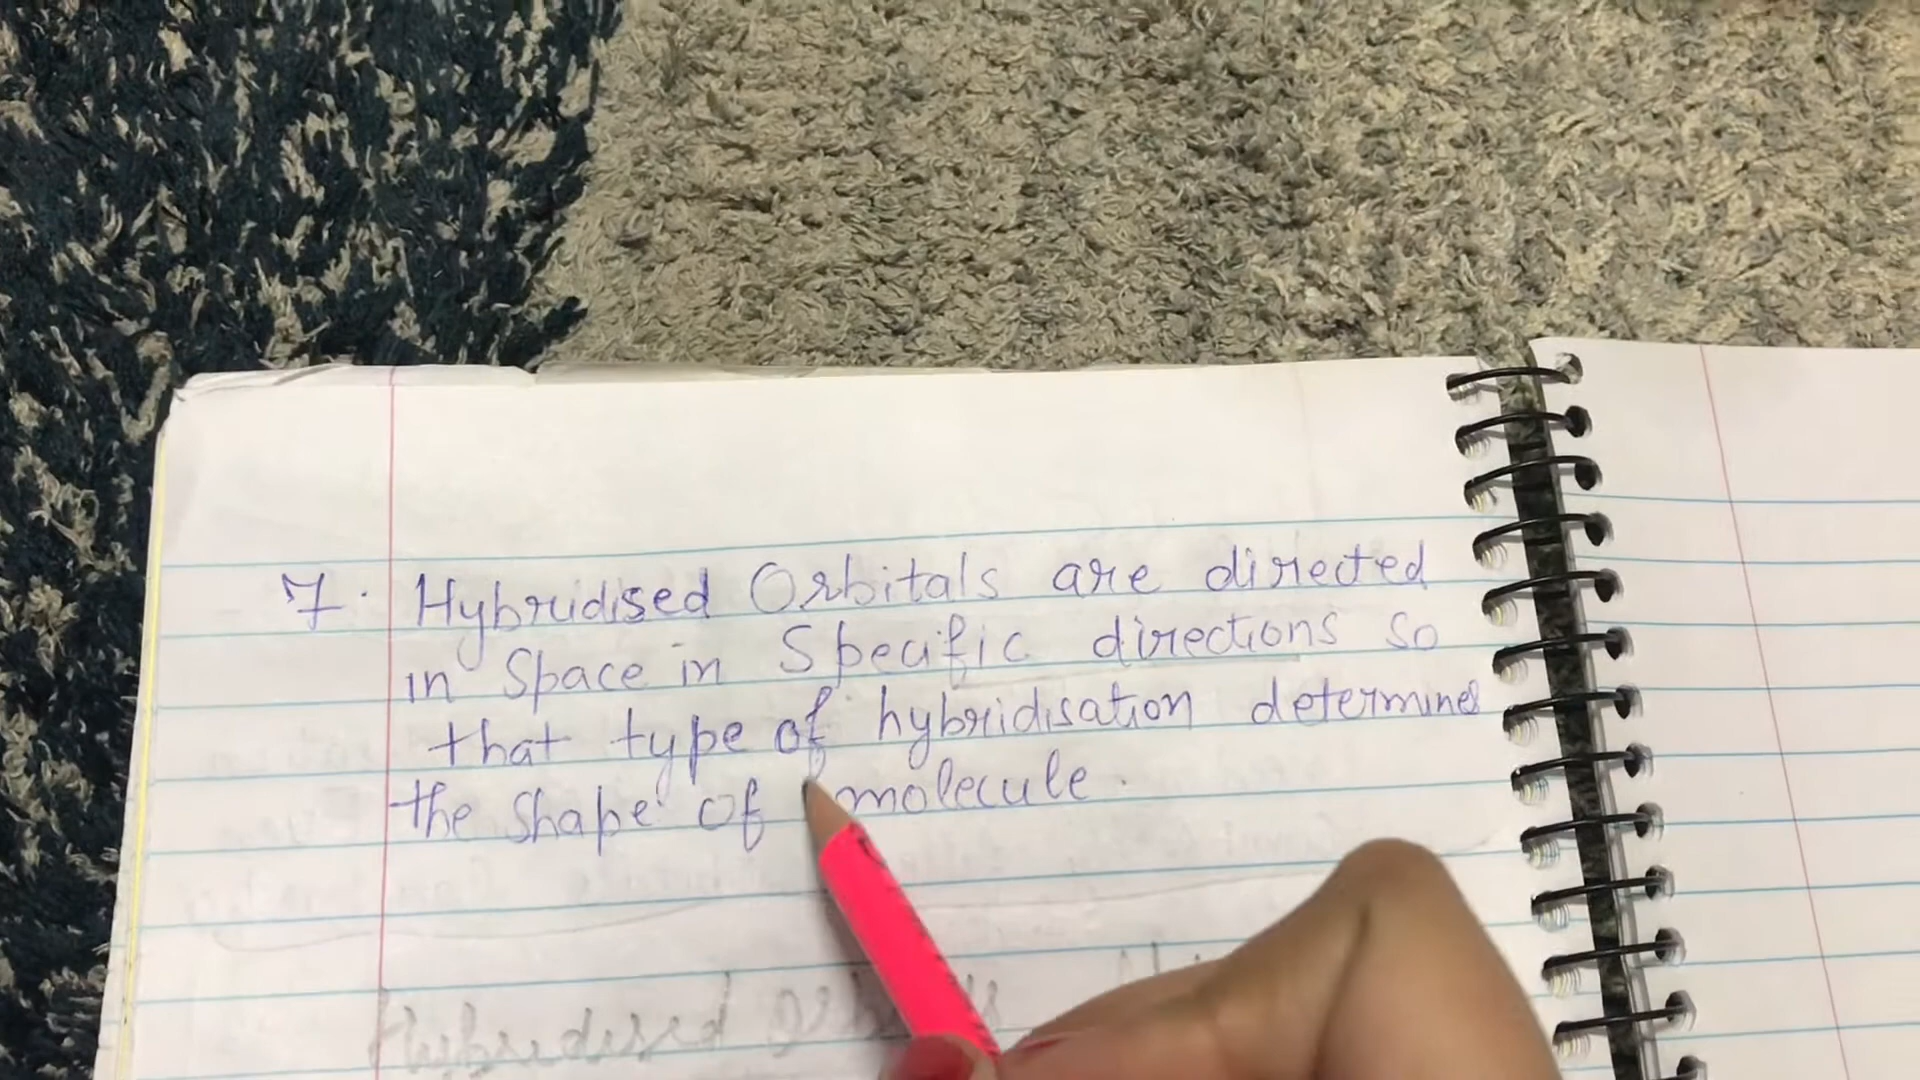 7. Hybridised Orbitals are directed
in Space in Specific directions so
that type of hybridisation determines
the shape of molecule.
Hybridised